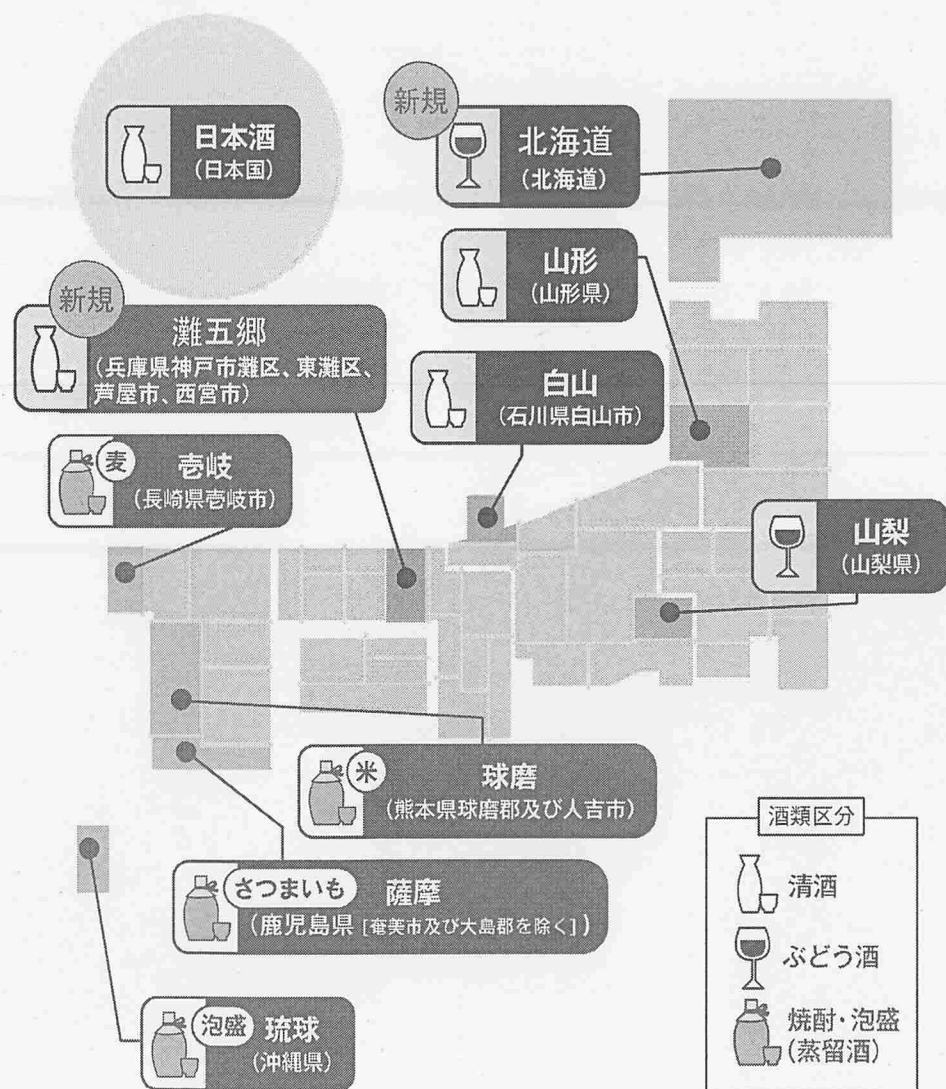 日本酒
(日本国)
新規
北海道
(北海道)
山形
(山形県)
新規
灘五郷
(兵庫県神戸市灘区、東灘区、
芦屋市、西宮市)
白山
(石川県白山市)
麦
壱岐
(長崎県壱岐市)
山梨
(山梨県)
米
球磨
(熊本県球磨郡及び人吉市)
さつまいも
薩摩
(鹿児島県[奄美市及び大島郡を除く])
泡盛
琉球
(沖縄県)
酒類区分
清酒
ぶどう酒
焼酎・泡盛
(蒸留酒)